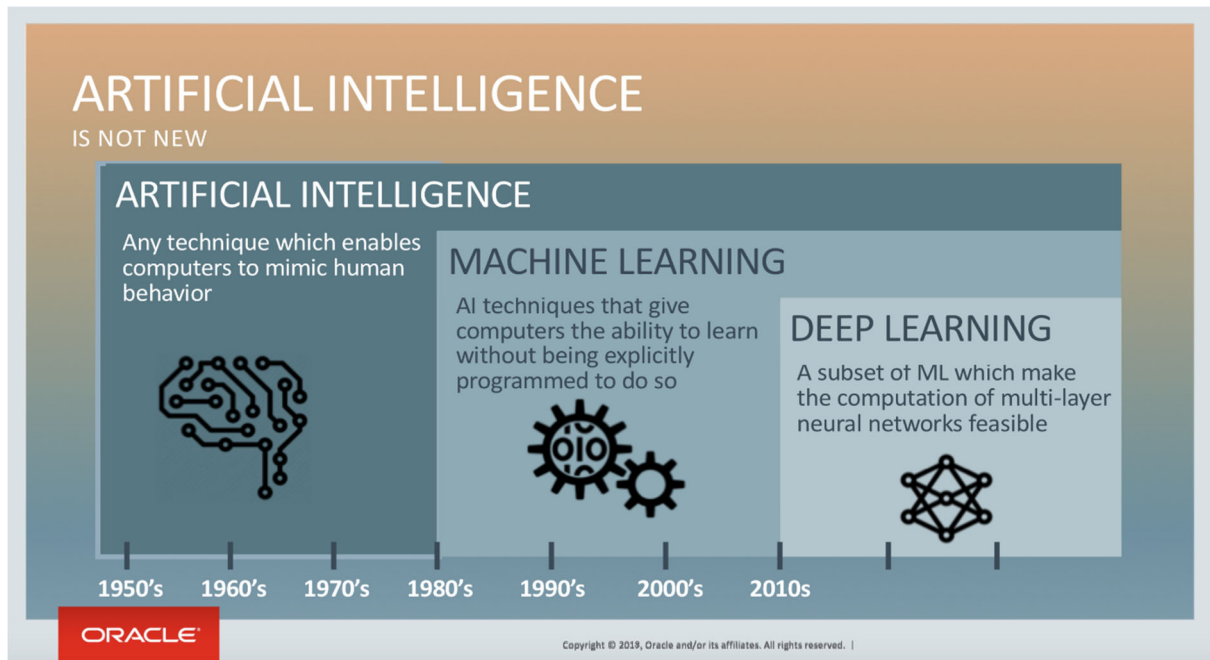 ARTIFICIAL INTELLIGENCE
IS NOT NEW
ARTIFICIAL INTELLIGENCE
Any technique which enables
computers to mimic human
behavior
MACHINE LEARNING
AI techniques that give
computers the ability to learn
without being explicitly
programmed to do so
DEEP LEARNING
A subset of ML which make
the computation of multi-layer
neural networks feasible
1950's 1960's 1970's 1980's 1990's 2000's 2010s
ORACLE
Copyright © 2019, Oracle and/or its affiliates. All rights reserved. |